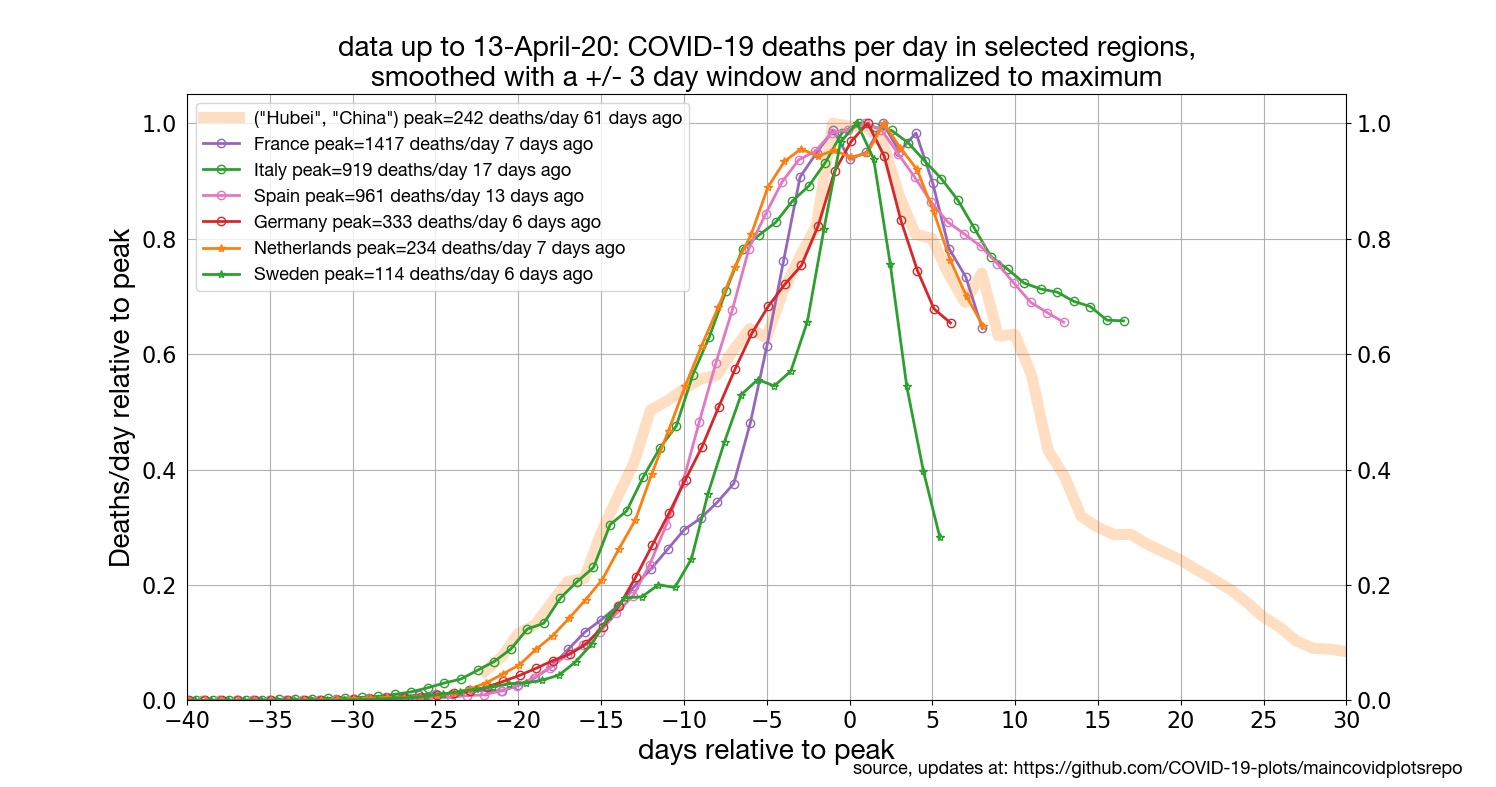 data up to 13-April-20: COVID-19 deaths per day in selected regions,
smoothed with a +/- 3 day window and normalized to maximum
("Hubei", "China") peak=242 deaths/day 61 days ago
France peak=1417 deaths/day 7 days ago
Italy peak=919 deaths/day 17 days ago
Spain peak=961 deaths/day 13 days ago
Germany peak=333 deaths/day 6 days ago
Netherlands peak=234 deaths/day 7 days ago
Sweden peak=114 deaths/day 6 days ago
Deaths/day relative to peak
1.0
0.8
0.6
0.4
0.2
0.0
1.0
0.8
0.6
0.4
0.2
0.0
−40 −35 −30 −25 −20 −15 −10 −5 0 5 10 15 20 25 30
days relative to peak
source, updates at: https://github.com/COVID-19-plots/maincovidplotsrepo